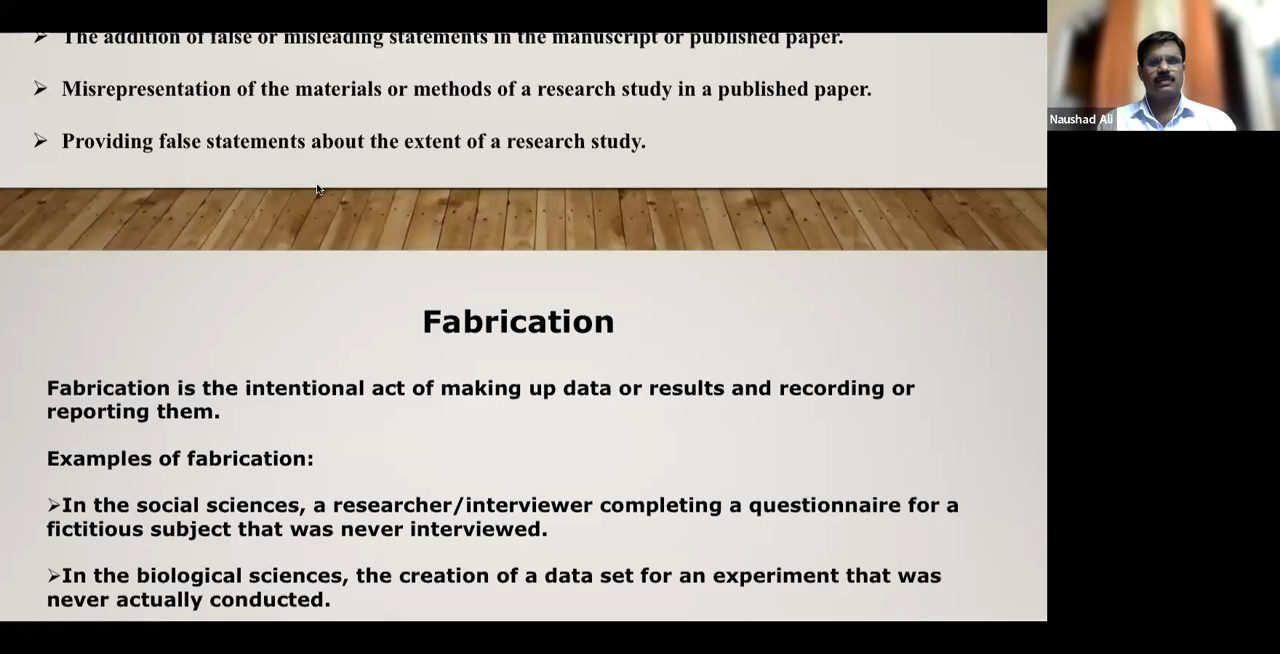 ➢ The addition of false or misleading statements in the manuscript or published paper.
➢ Misrepresentation of the materials or methods of a research study in a published paper.
➢ Providing false statements about the extent of a research study.
Naushad Ali
Fabrication
Fabrication is the intentional act of making up data or results and recording or
reporting them.
Examples of fabrication:
➢In the social sciences, a researcher/interviewer completing a questionnaire for a
fictitious subject that was never interviewed.
➢In the biological sciences, the creation of a data set for an experiment that was
never actually conducted.